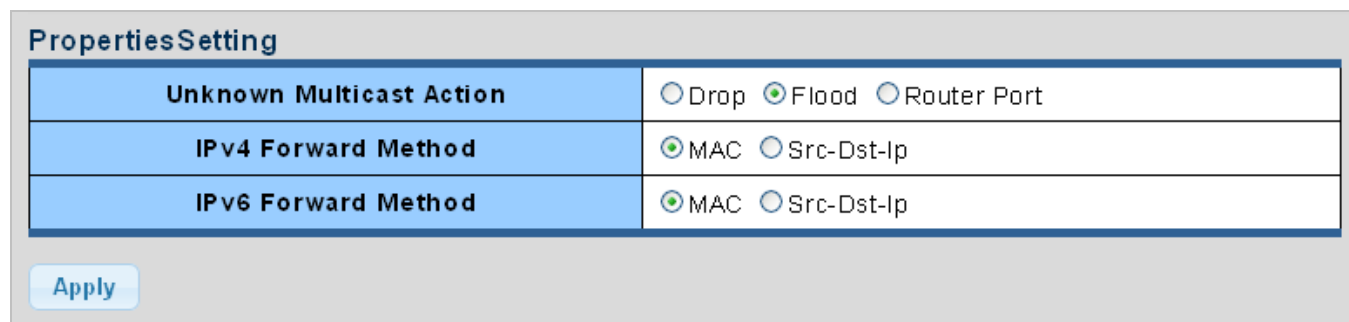 PropertiesSetting
Unknown Multicast Action Drop Flood Router Port
IPv4 Forward Method MAC Src-Dst-Ip
IPv6 Forward Method MAC Src-Dst-Ip
Apply